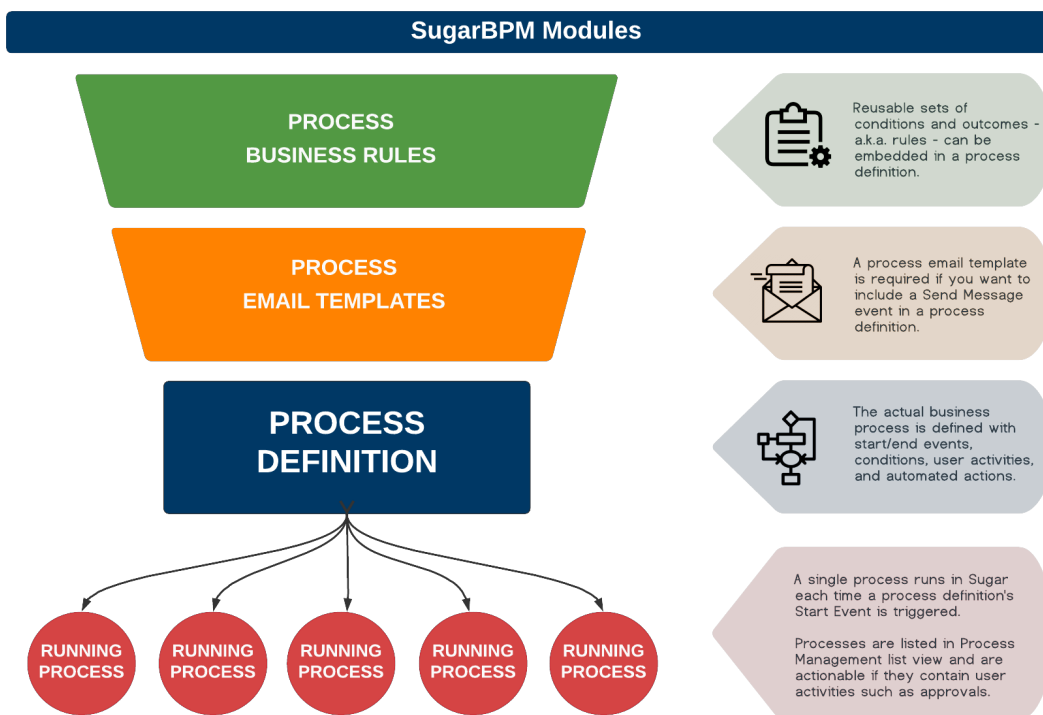 SugarBPM Modules
PROCESS
BUSINESS RULES
Reusable sets of
conditions and outcomes -
a.k.a. rules - can be
embedded in a process
definition.
PROCESS
EMAIL TEMPLATES
A process email template
is required if you want to
include a Send Message
event in a process
definition.
PROCESS
DEFINITION
The actual business
process is defined with
start/end events,
conditions, user activities,
and automated actions.
RUNNING
PROCESS
RUNNING
PROCESS
RUNNING
PROCESS
RUNNING
PROCESS
RUNNING
PROCESS
A single process runs in Sugar
each time a process definition's
Start Event is triggered.
Processes are listed in Process
Management list view and are
actionable if they contain user
activities such as approvals.